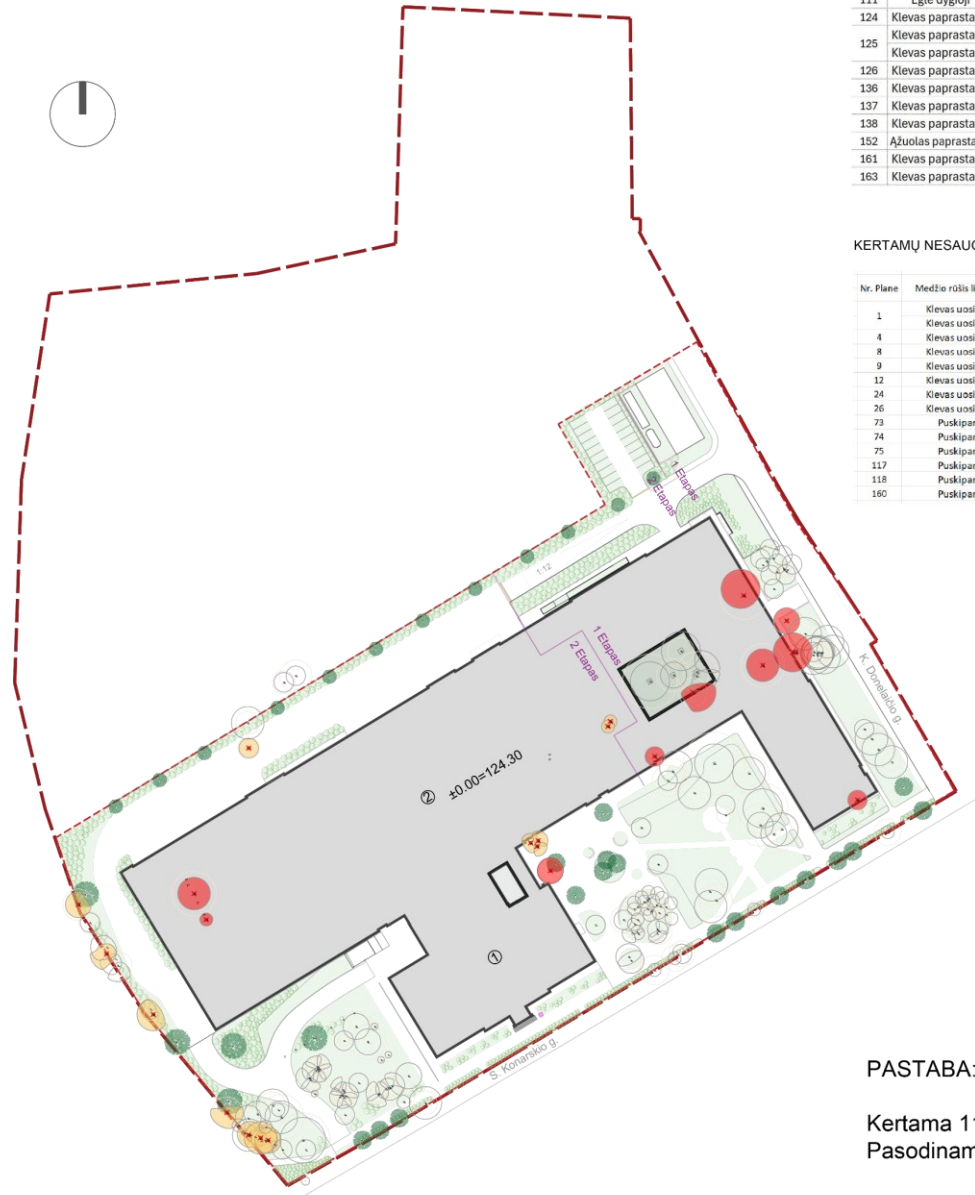 111 Eglė dygioji
124 Klevas paprasta
125 Klevas paprasta
Klevas paprasta
126 Klevas paprasta
136 Klevas paprasta
137 Klevas paprasta
138 Klevas paprasta
152 Ąžuolas paprasta
161 Klevas paprasta
163 Klevas paprasta
KERTAMŲ NESAUG
Nr. Plane Medžio rūšis li
1 Klevas uosi
Klevas uosi
4 Klevas uosi
8 Klevas uosi
9 Klevas uosi
12 Klevas uosi
24 Klevas uosi
26 Klevas uosi
73 Puskipar
74 Puskipar
75 Puskipar
117 Puskipar
118 Puskipar
160 Puskipar
1 Etapas
2 Etapas
1:12
1 Etapas
2 Etapas
K. Donelaičio g.
2 ±0.00=124.30
1
S. Konarskio g.
PASTABA:
Kertama 11
Pasodinam